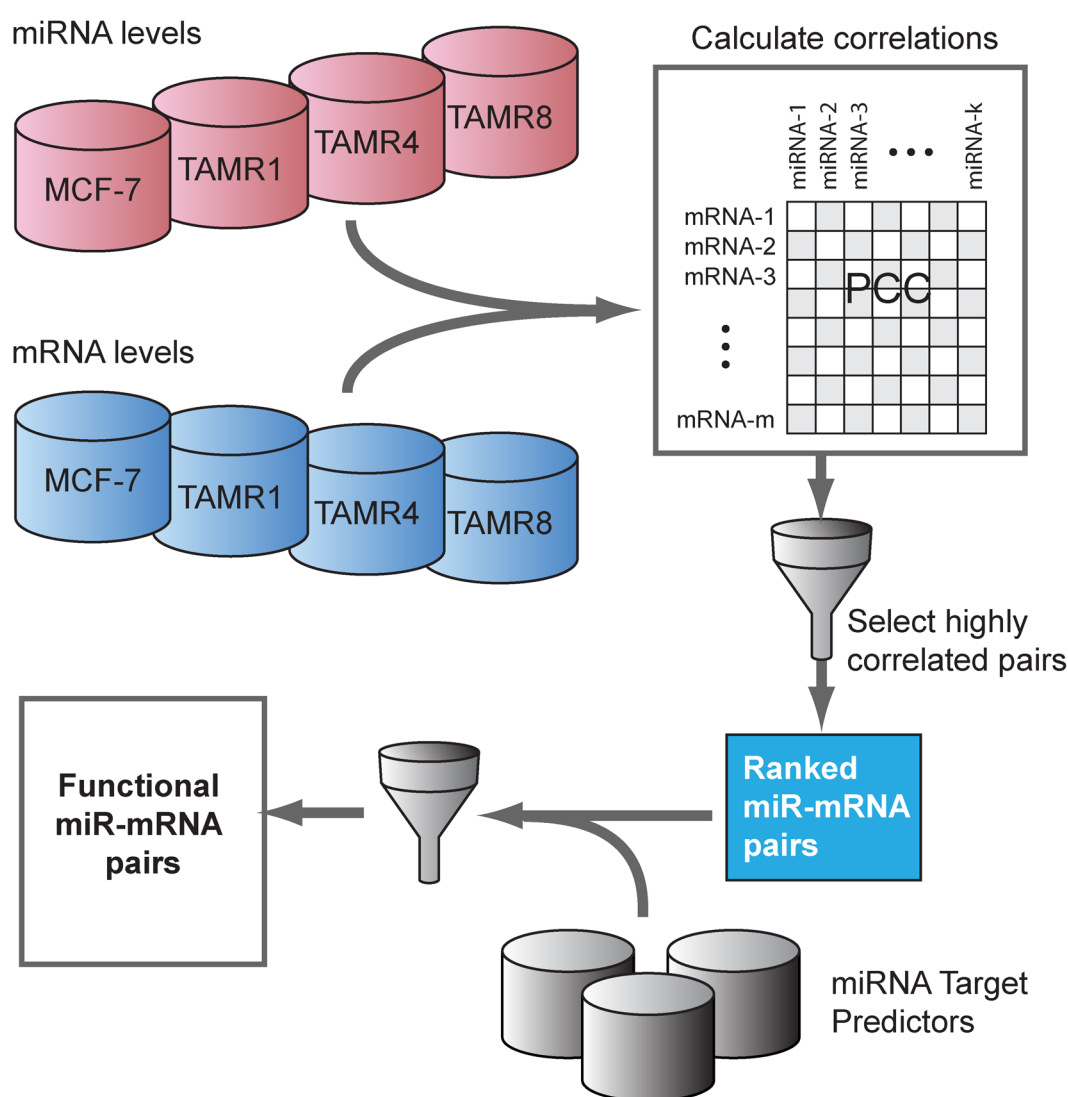 miRNA levels
MCF-7
TAMR1
TAMR4
TAMR8
mRNA levels
MCF-7
TAMR1
TAMR4
TAMR8
Calculate correlations
miRNA-1
miRNA-2
miRNA-3
•••
miRNA-k
mRNA-1
mRNA-2
mRNA-3
mRNA-m
PCC
Select highly
correlated pairs
Ranked
miR-mRNA
pairs
Functional
miR-mRNA
pairs
miRNA Target
Predictors